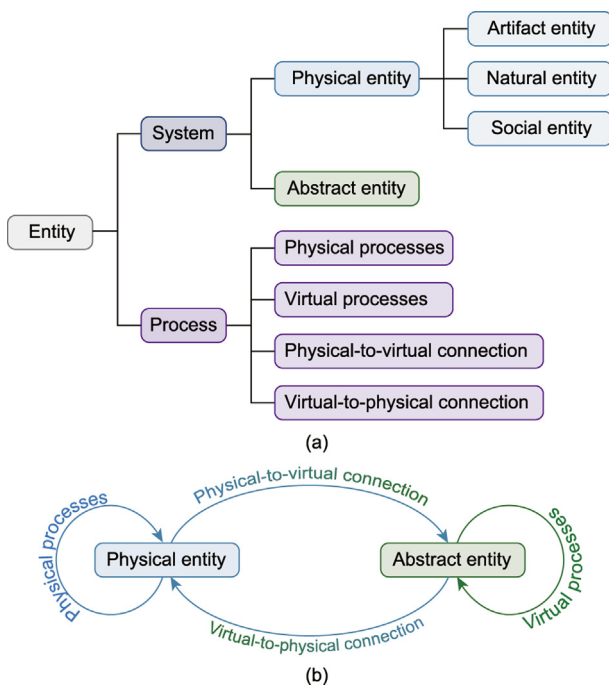 Artifact entity
Physical entity
Natural entity
Social entity
System
Abstract entity
Entity
Physical processes
Virtual processes
Process
Physical-to-virtual connection
Virtual-to-physical connection
(a)
Physical-to-virtual connection
Physical processes
Physical entity
Abstract entity
Virtual processes
Virtual-to-physical connection
(b)